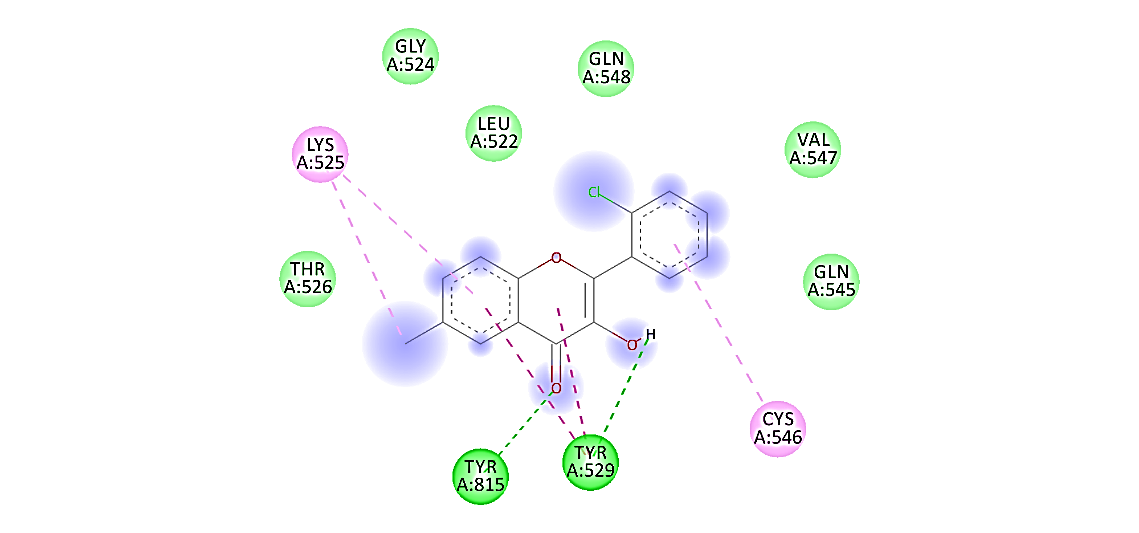 GLY
A:524
GLN
A:548
LEU
A:522
LYS
A:525
VAL
A:547
Cl
O
THR
A:526
GLN
A:545
H
O
O
CYS
A:546
TYR
A:815
TYR
A:529